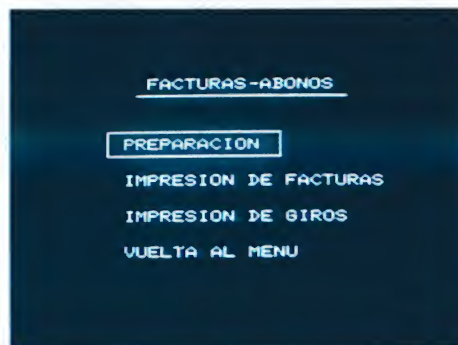 FACTURAS-ABONOS
PREPARACION
IMPRESION DE FACTURAS
IMPRESION DE GIROS
VUELTA AL MENU